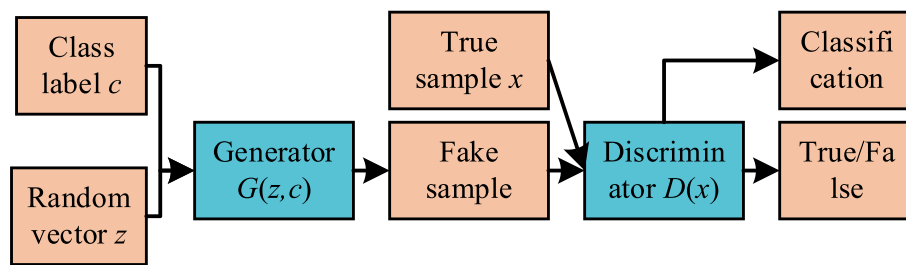 Class
label c
Random
vector z
Generator
G(z,c)
True
sample x
Fake
sample
Discrimin
ator D(x)
Classifi
cation
True/Fa
lse